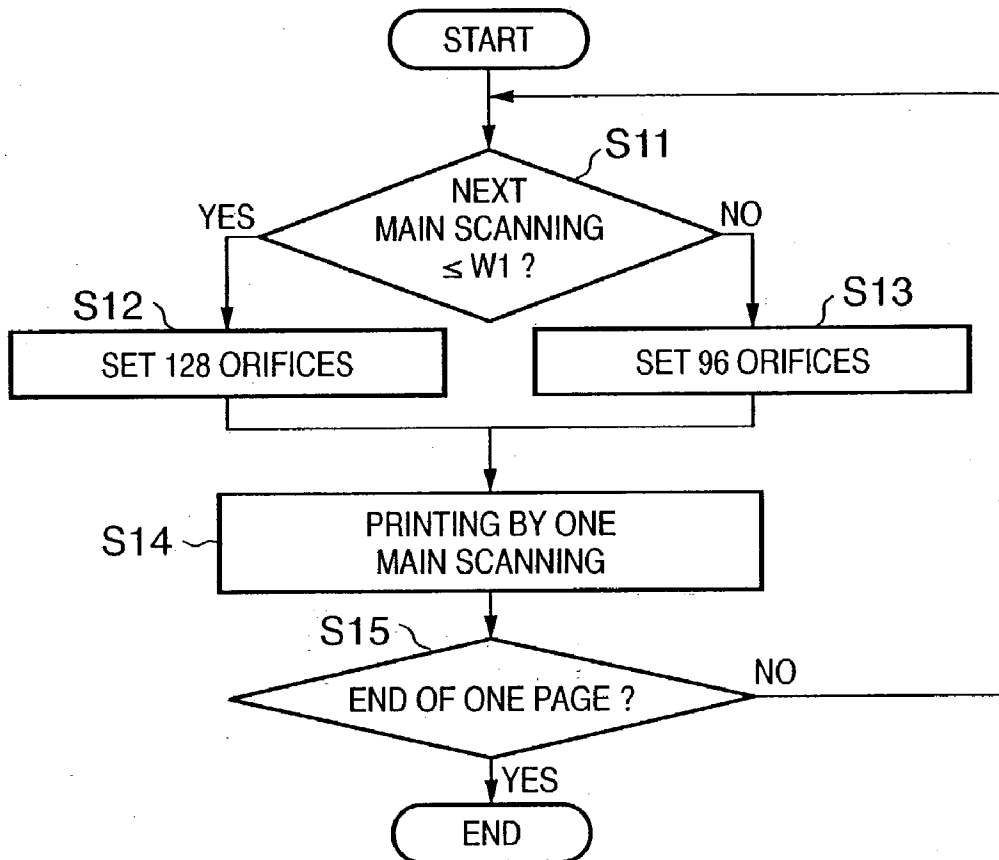 START
S11
NEXT
MAIN SCANNING
≤ W1 ?
YES
NO
S12
S13
SET 128 ORIFICES
SET 96 ORIFICES
S14
PRINTING BY ONE
MAIN SCANNING
S15
END OF ONE PAGE ?
NO
YES
END